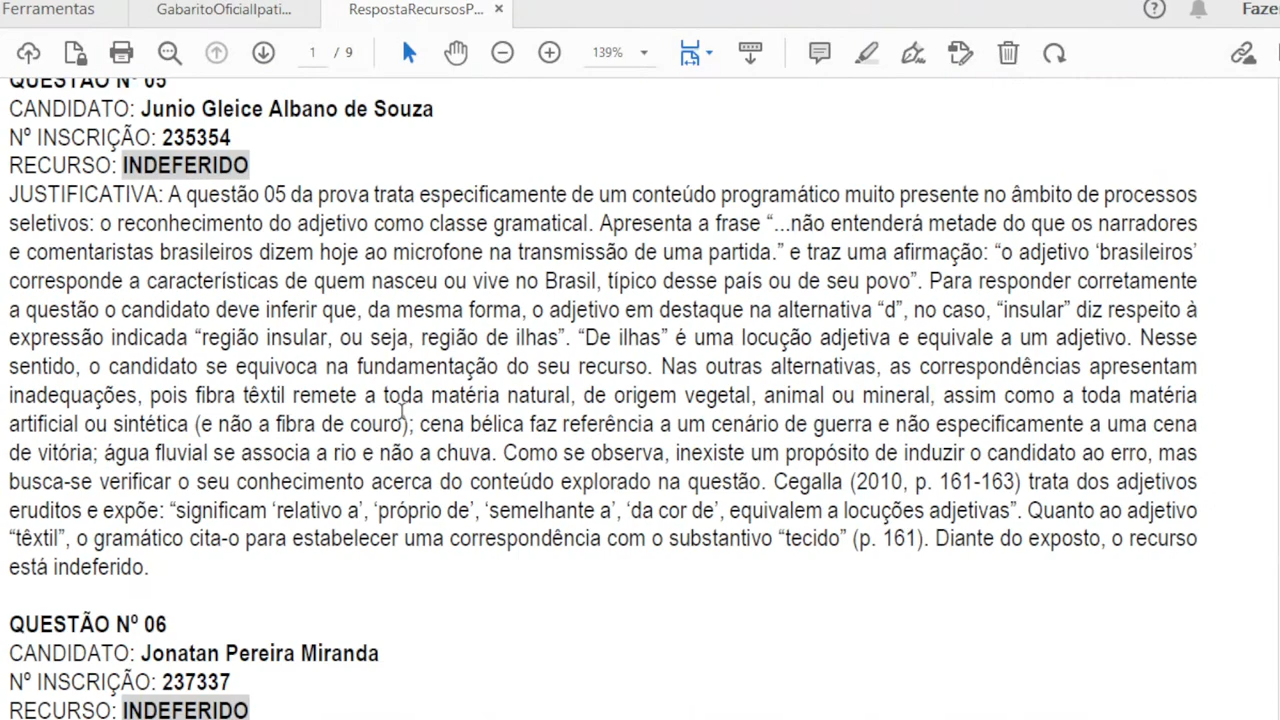 Ferramentas GabaritoOficialIpati... RespostaRecursosP... × Faze
1 / 9 139%
QUESTÃO Nº 05
CANDIDATO: Junio Gleice Albano de Souza
Nº INSCRIÇÃO: 235354
RECURSO: INDEFERIDO
JUSTIFICATIVA: A questão 05 da prova trata especificamente de um conteúdo programático muito presente no âmbito de processos
seletivos: o reconhecimento do adjetivo como classe gramatical. Apresenta a frase “...não entenderá metade do que os narradores
e comentaristas brasileiros dizem hoje ao microfone na transmissão de uma partida.” e traz uma afirmação: “o adjetivo ‘brasileiros’
corresponde a características de quem nasceu ou vive no Brasil, típico desse país ou de seu povo”. Para responder corretamente
a questão o candidato deve inferir que, da mesma forma, o adjetivo em destaque na alternativa “d”, no caso, “insular” diz respeito à
expressão indicada “região insular, ou seja, região de ilhas”. “De ilhas” é uma locução adjetiva e equivale a um adjetivo. Nesse
sentido, o candidato se equivoca na fundamentação do seu recurso. Nas outras alternativas, as correspondências apresentam
inadequações, pois fibra têxtil remete a toda matéria natural, de origem vegetal, animal ou mineral, assim como a toda matéria
artificial ou sintética (e não a fibra de couro); cena bélica faz referência a um cenário de guerra e não especificamente a uma cena
de vitória; água fluvial se associa a rio e não a chuva. Como se observa, inexiste um propósito de induzir o candidato ao erro, mas
busca-se verificar o seu conhecimento acerca do conteúdo explorado na questão. Cegalla (2010, p. 161-163) trata dos adjetivos
eruditos e expõe: “significam ‘relativo a’, ‘próprio de’, ‘semelhante a’, ‘da cor de’, equivalem a locuções adjetivas”. Quanto ao adjetivo
“têxtil”, o gramático cita-o para estabelecer uma correspondência com o substantivo “tecido” (p. 161). Diante do exposto, o recurso
está indeferido.
QUESTÃO Nº 06
CANDIDATO: Jonatan Pereira Miranda
Nº INSCRIÇÃO: 237337
RECURSO: INDEFERIDO